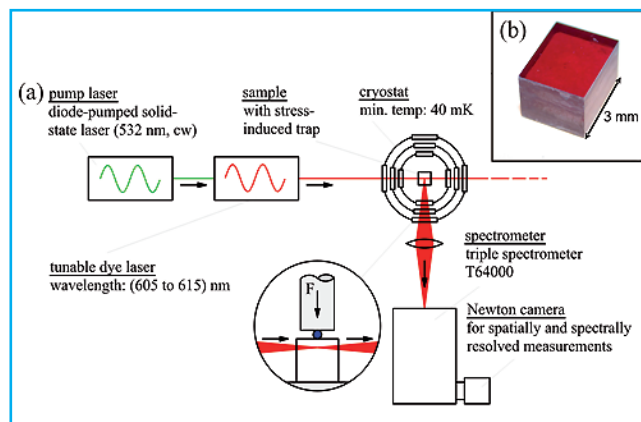 (a)
pump laser
diode-pumped solid-
state laser (532 nm, cw)
sample
with stress-
induced trap
cryostat
min. temp: 40 mK
(b)
3 mm
tunable dye laser
wavelength: (605 to 615) nm
F
spectrometer
triple spectrometer
T64000
Newton camera
for spatially and spectrally
resolved measurements